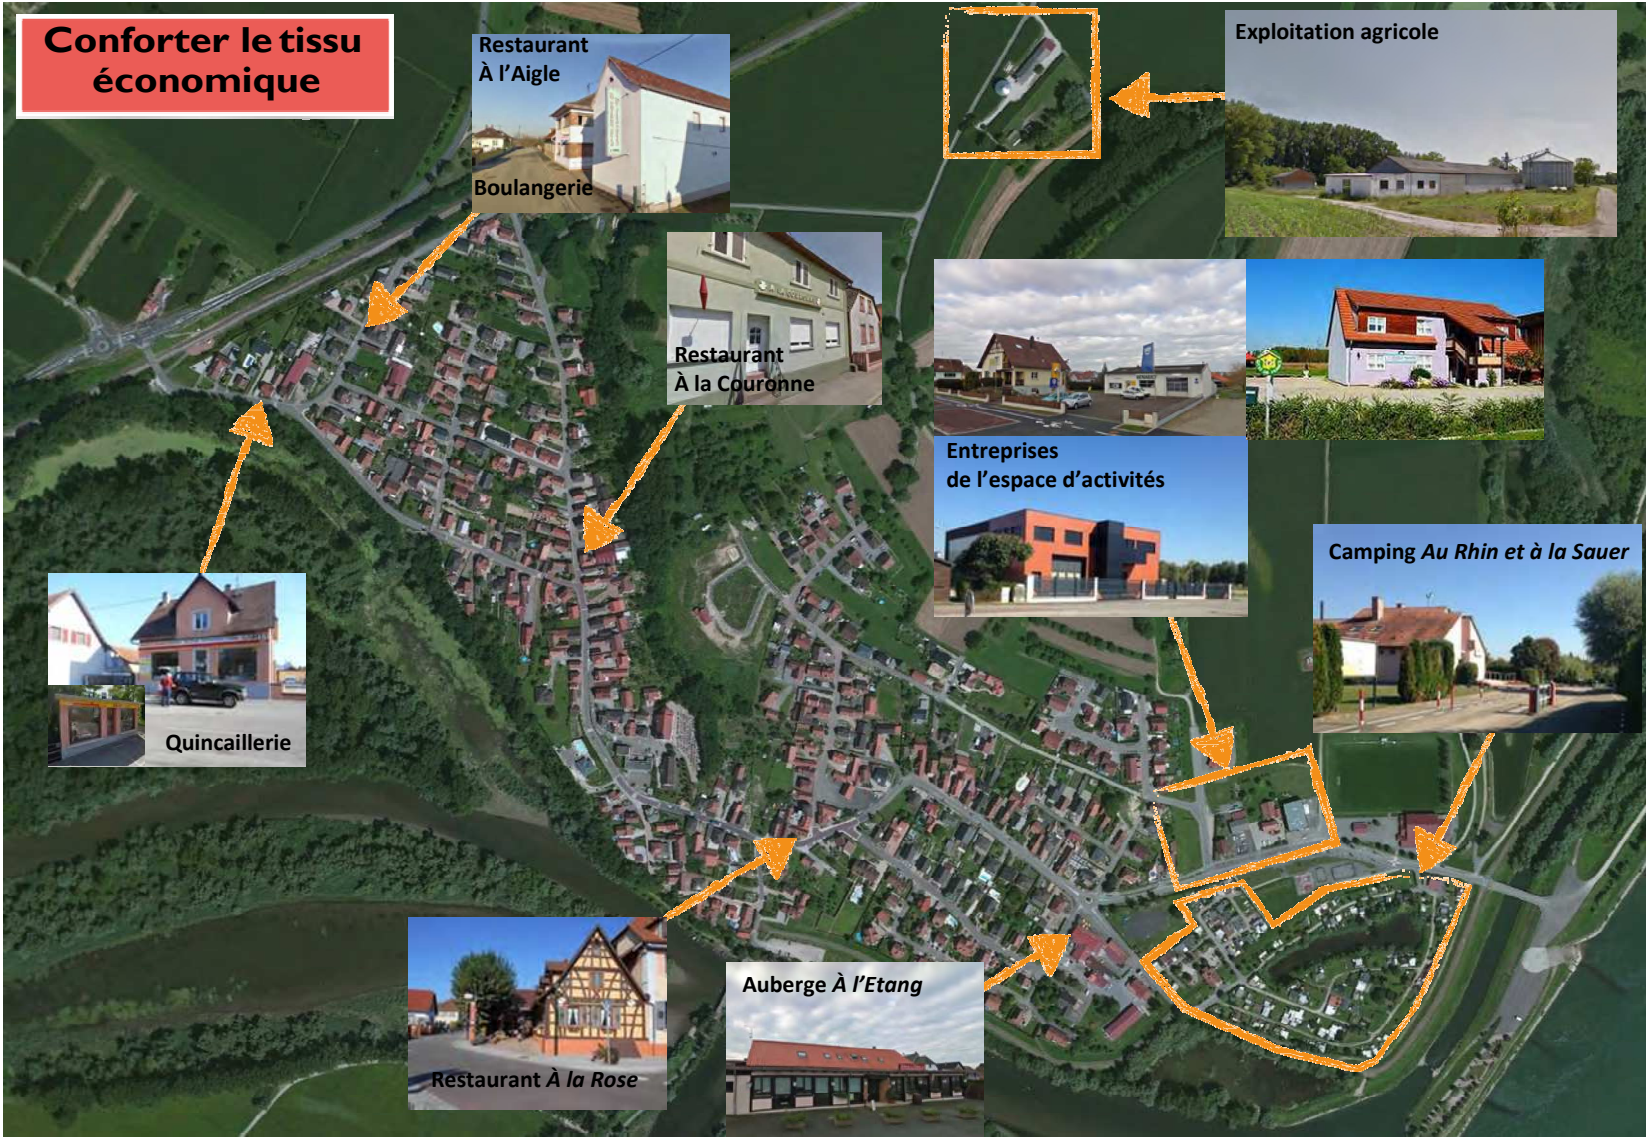 Conforter le tissu
économique
Restaurant
À l'Aigle
Boulangerie
Exploitation agricole
Restaurant
À la Couronne
Entreprises
de l'espace d'activités
Camping Au Rhin et à la Sauer
Quincaillerie
Restaurant À la Rose
Auberge À l'Etang